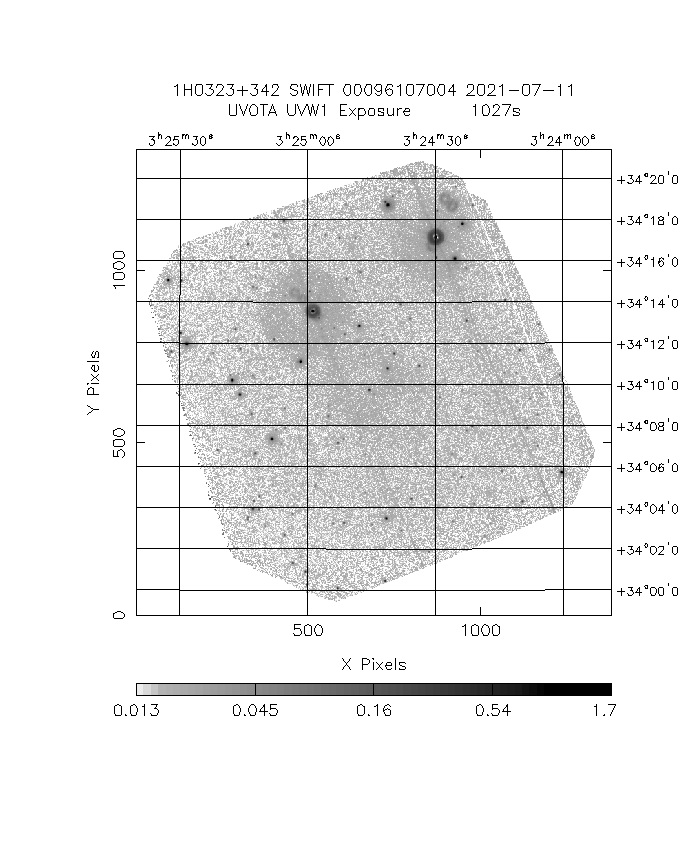 1H0323+342 SWIFT 00096107004 2021-07-11
UVOTA UVW1 Exposure 1027s
3ʰ25ᵐ30ˢ 3ʰ25ᵐ00ˢ 3ʰ24ᵐ30ˢ 3ʰ24ᵐ00ˢ
+34°20'0
+34°18'0
+34°16'0
+34°14'0
+34°12'0
+34°10'0
+34°08'0
+34°06'0
+34°04'0
+34°02'0
+34°00'0
1000
Y Pixels
500
0
500 1000
X Pixels
0.013 0.045 0.16 0.54 1.7